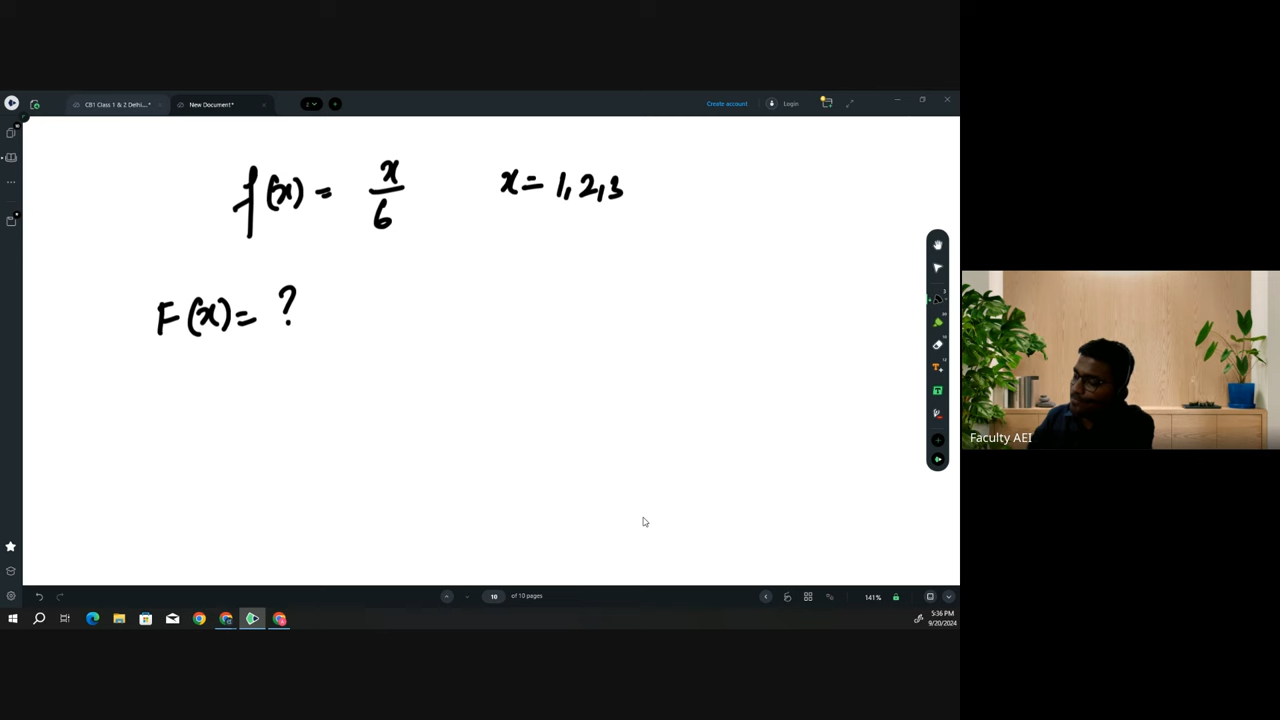 CB1 Class 1 & 2 Delhi....*
New Document*
2
Create account
Login
f(x) = x/6    x = 1, 2, 3
F(x) = ?
Faculty AEI
10 of 10 pages
141%
5:36 PM
9/20/2024